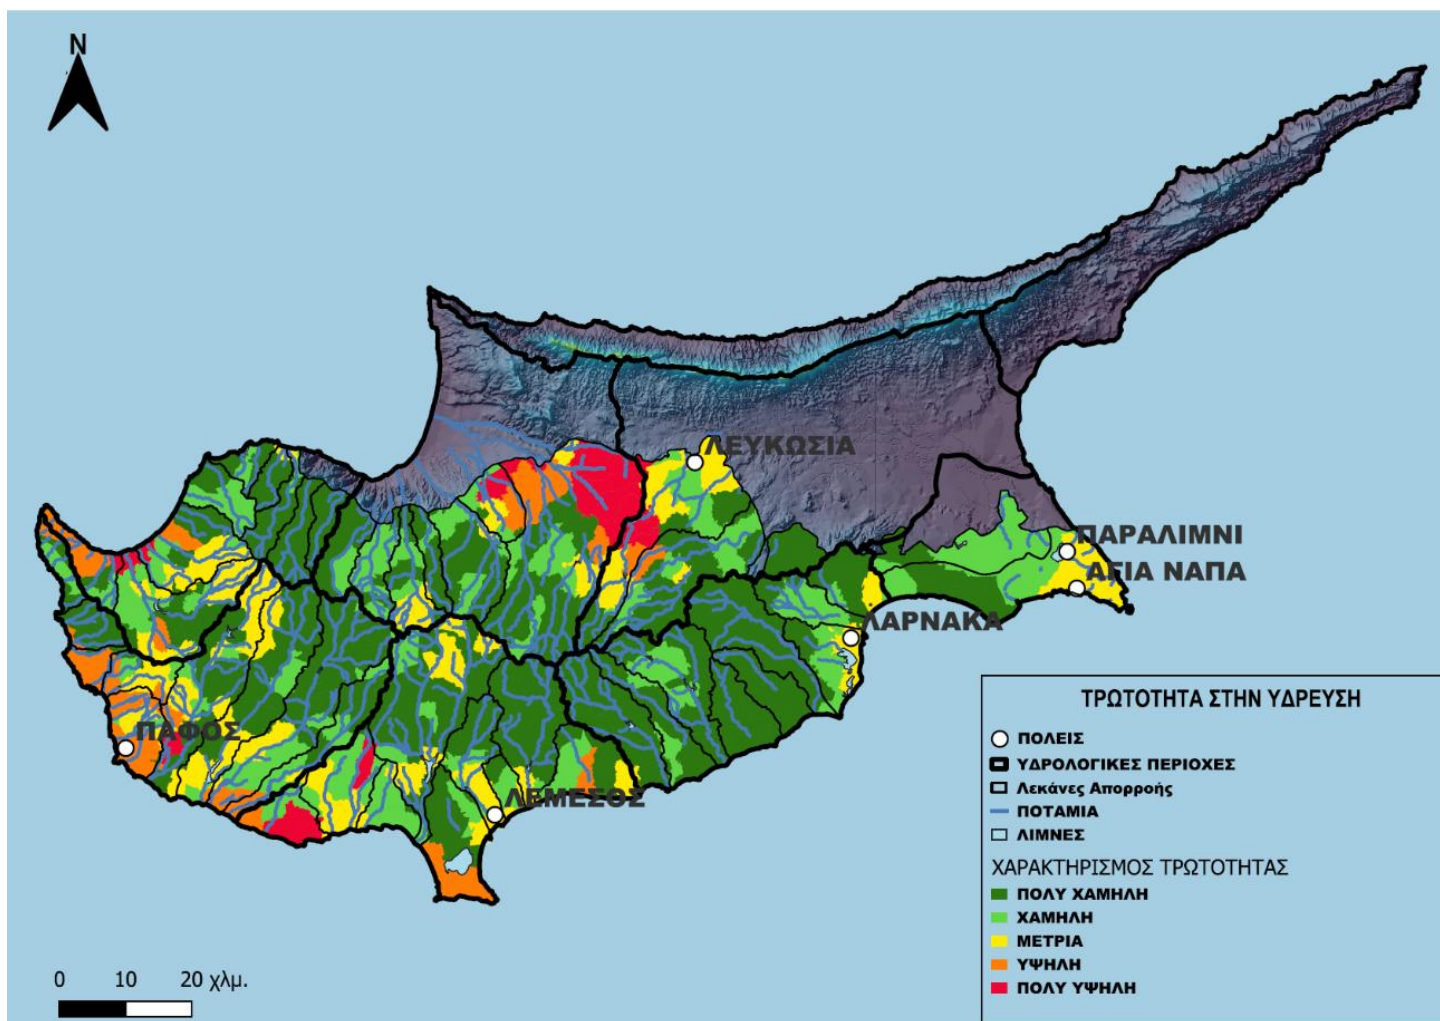 N
ΛΕΥΚΩΣΙΑ
ΠΑΡΑΛΙΜΝΙ
ΑΓΙΑ ΝΑΠΑ
ΛΑΡΝΑΚΑ
ΠΑΦΟΣ
ΛΕΜΕΣΟΣ
ΤΡΩΤΟΤΗΤΑ ΣΤΗΝ ΥΔΡΕΥΣΗ
ΠΟΛΕΙΣ
ΥΔΡΟΛΟΓΙΚΕΣ ΠΕΡΙΟΧΕΣ
Λεκάνες Απορροής
ΠΟΤΑΜΙΑ
ΛΙΜΝΕΣ
ΧΑΡΑΚΤΗΡΙΣΜΟΣ ΤΡΩΤΟΤΗΤΑΣ
ΠΟΛΥ ΧΑΜΗΛΗ
ΧΑΜΗΛΗ
ΜΕΤΡΙΑ
ΥΨΗΛΗ
ΠΟΛΥ ΥΨΗΛΗ
0 10 20 χλμ.